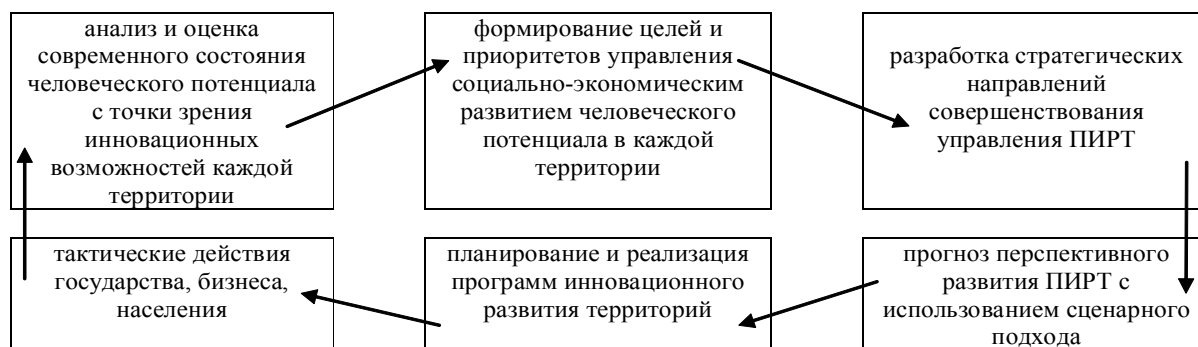 анализ и оценка
современного состояния
человеческого потенциала
с точки зрения
инновационных
возможностей каждой
территории
формирование целей и
приоритетов управления
социально-экономическим
развитием человеческого
потенциала в каждой
территории
разработка стратегических
направлений
совершенствования
управления ПИРТ
тактические действия
государства, бизнеса,
населения
планирование и реализация
программ инновационного
развития территорий
прогноз перспективного
развития ПИРТ с
использованием сценарного
подхода